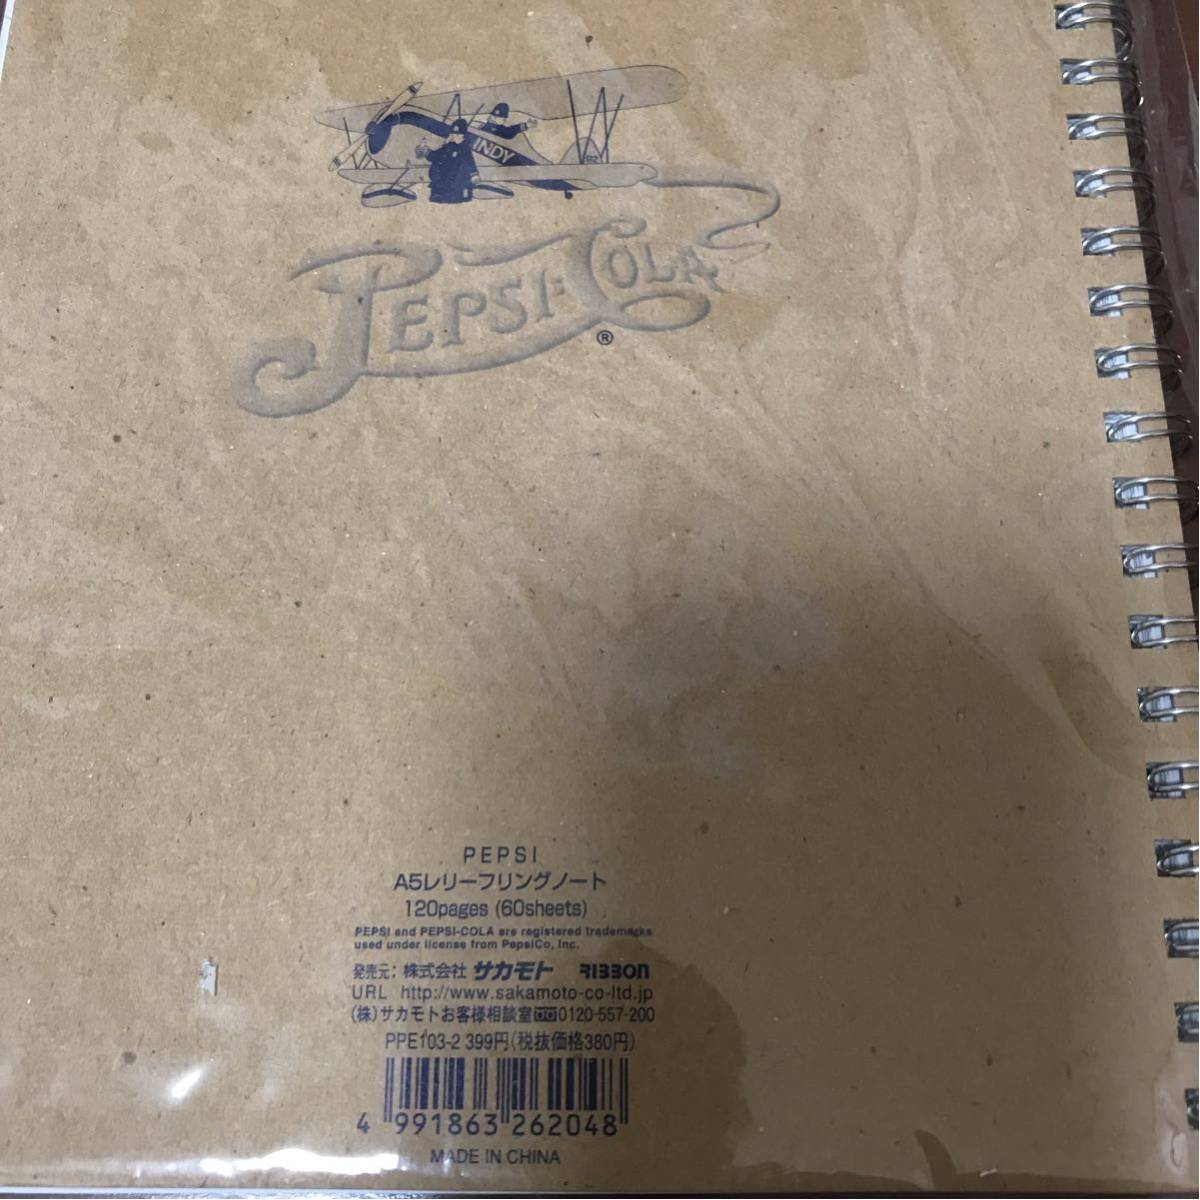 INDY
PEPSI-COLA
®
PEPSI
A5レリーフリングノート
120pages (60sheets)
PEPSI and PEPSI-COLA are registered trademarks
used under license from PepsiCo, Inc.
発売元：株式会社 サカモト RIBBON
URL http://www.sakamoto-co-ltd.jp
(株)サカモトお客様相談室 0120-557-200
PPE103-2 399円(税抜価格380円)
4 991863 262048
MADE IN CHINA